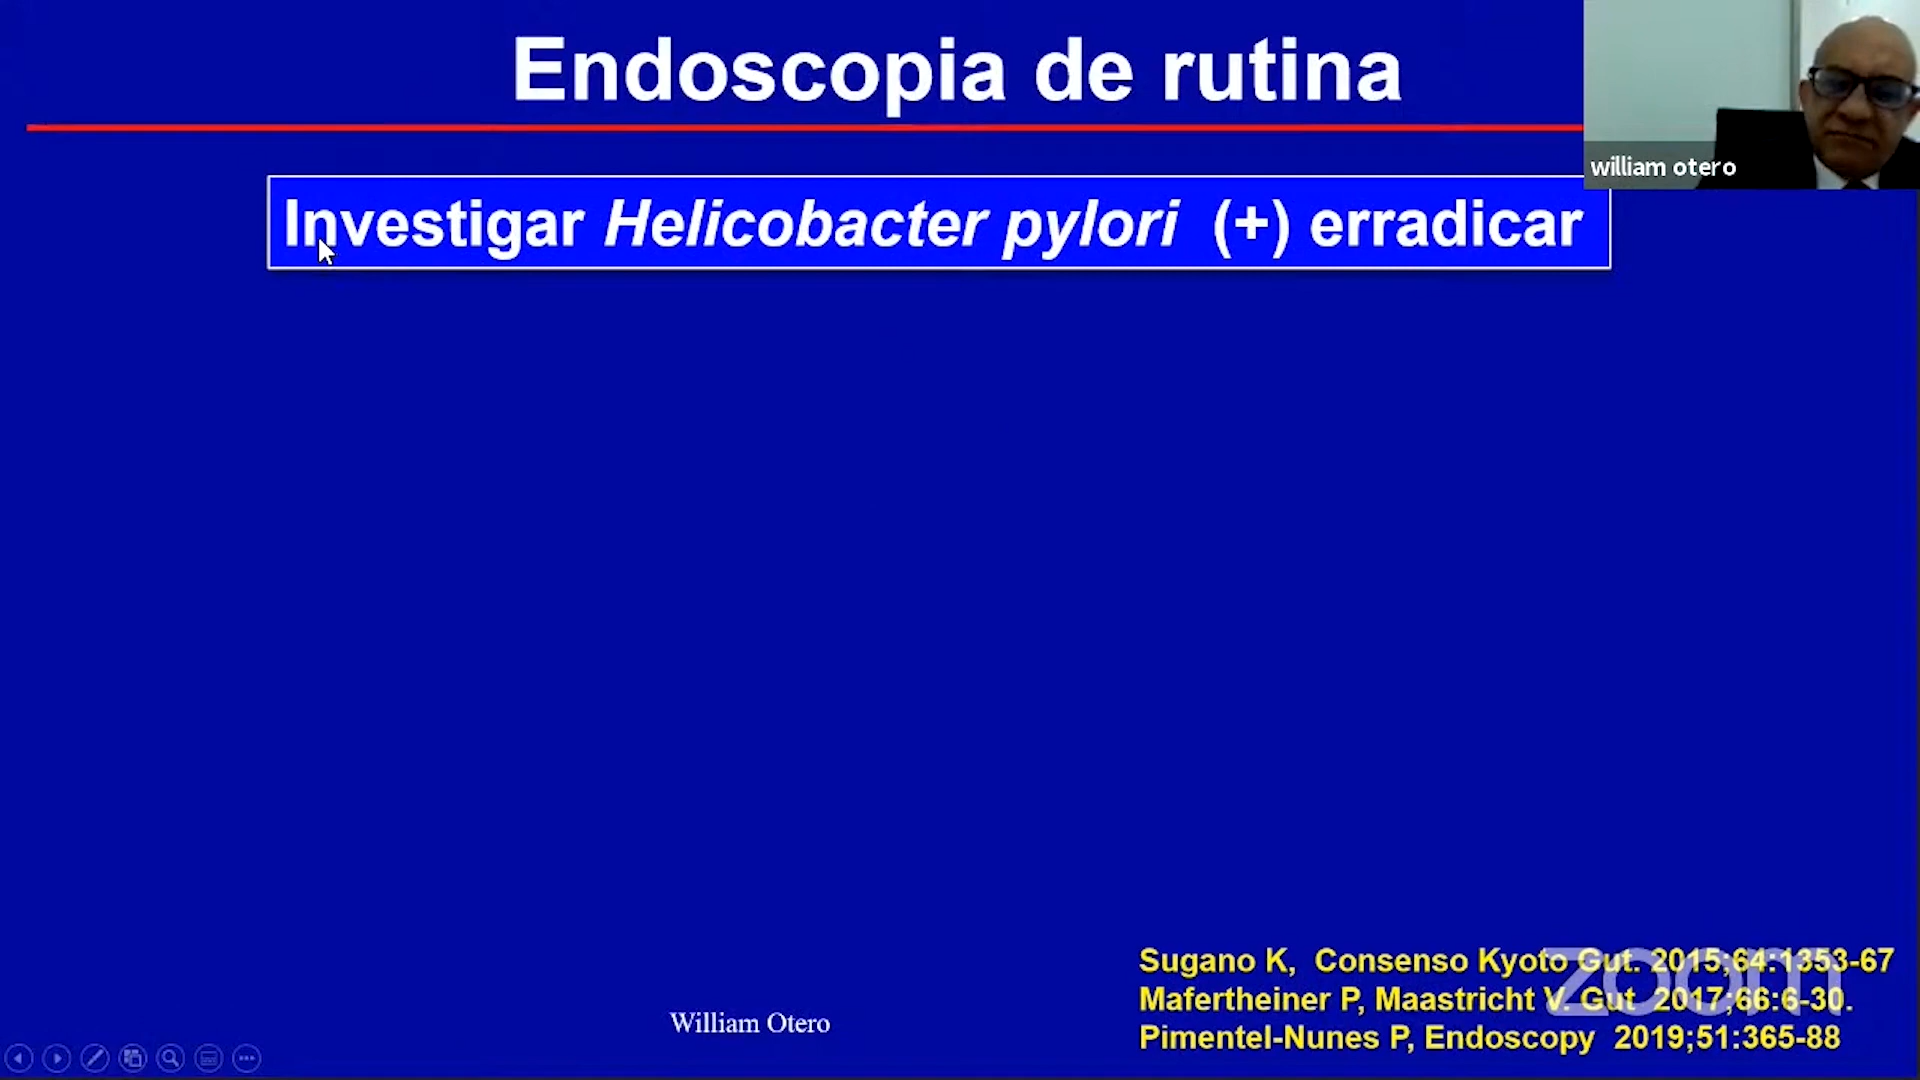 Endoscopia de rutina
william otero
Investigar Helicobacter pylori (+) erradicar
Sugano K, Consenso Kyoto Gut. 2015;64:1353-67
Mafertheiner P, Maastricht V. Gut 2017;66:6-30.
Pimentel-Nunes P, Endoscopy 2019;51:365-88
William Otero
zoom